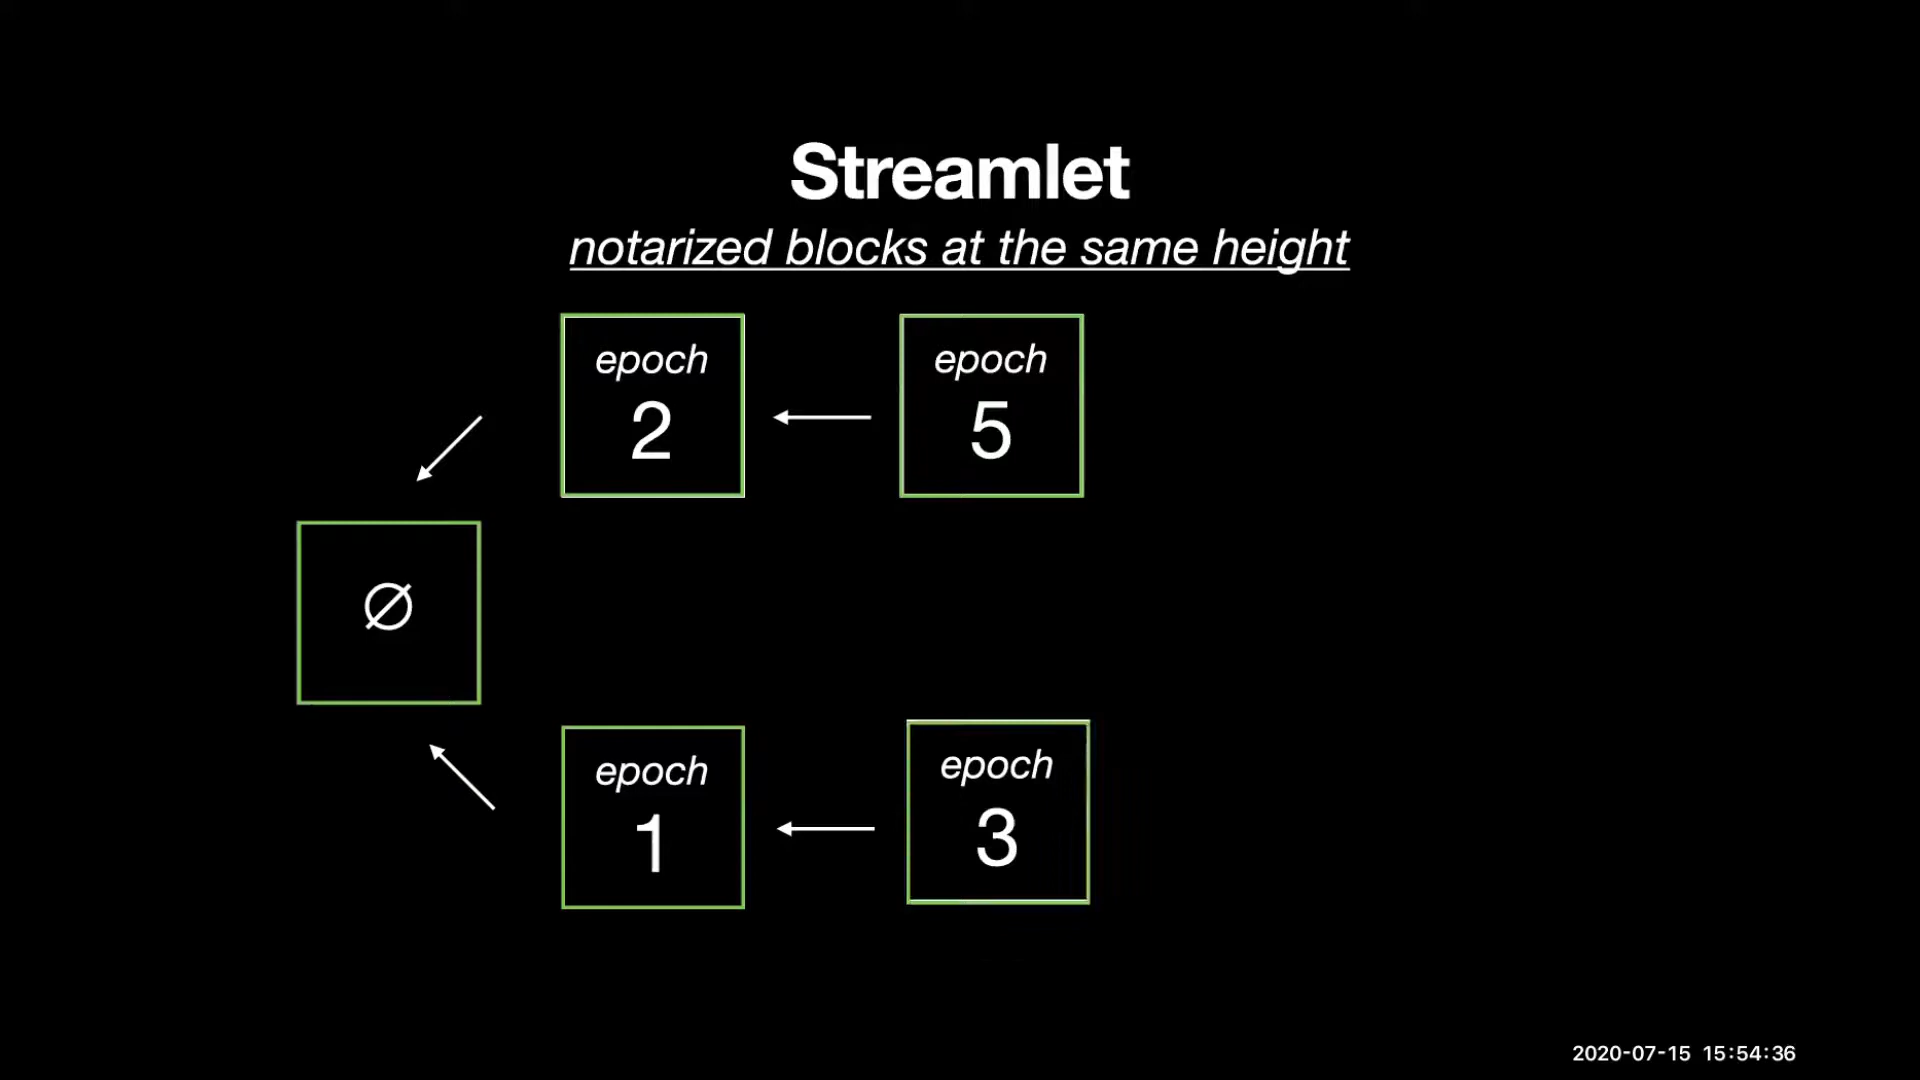 Streamlet
notarized blocks at the same height
epoch
2
epoch
5
∅
epoch
1
epoch
3
2020-07-15 15:54:36